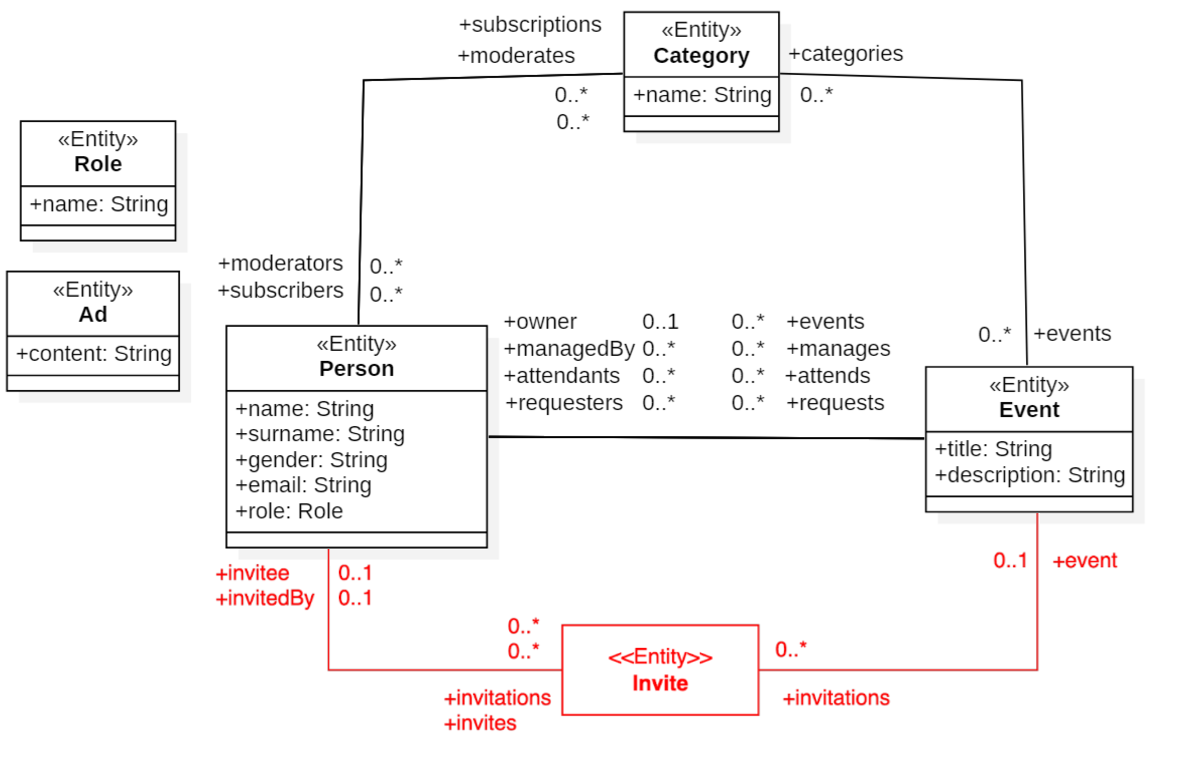 +subscriptions
+moderates
0..*
0..*
«Entity»
Category
+name: String
+categories
0..*
«Entity»
Role
+name: String
«Entity»
Ad
+content: String
+moderators 0..*
+subscribers 0..*
«Entity»
Person
+name: String
+surname: String
+gender: String
+email: String
+role: Role
+owner 0..1 0..* +events
+managedBy 0..* 0..* +manages
+attendants 0..* 0..* +attends
+requesters 0..* 0..* +requests
0..* +events
«Entity»
Event
+title: String
+description: String
+invitee 0..1
+invitedBy 0..1
0..1 +event
0..*
0..*
+invitations
+invites
<<Entity>>
Invite
0..*
+invitations